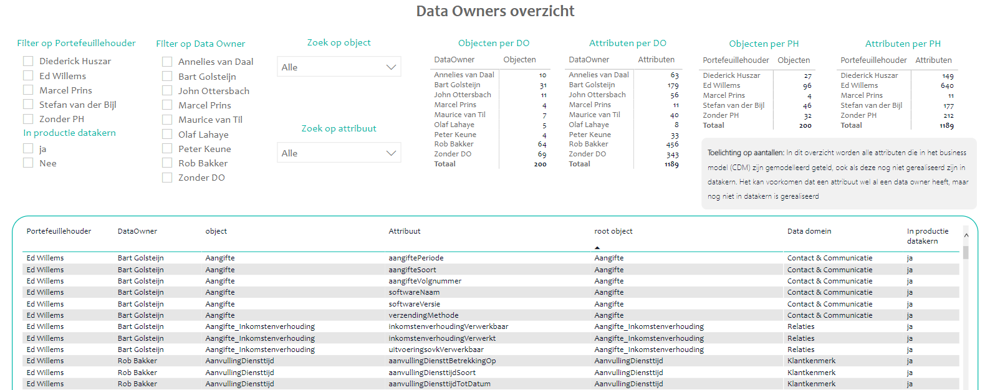 Data Owners overzicht
Filter op Portefeuillehouder
Diederick Huszar
Ed Willems
Marcel Prins
Stefan van der Bijl
Zonder PH
In productie datakern
ja
Nee
Filter op Data Owner
Annelies van Daal
Bart Golsteijn
John Ottersbach
Marcel Prins
Maurice van Til
Olaf Lahaye
Peter Keune
Rob Bakker
Zonder DO
Zoek op object
Alle
Zoek op attribuut
Alle
Objecten per DO
DataOwner Objecten
Annelies van Daal 10
Bart Golsteijn 31
John Ottersbach 11
Marcel Prins 4
Maurice van Til 7
Olaf Lahaye 5
Peter Keune 4
Rob Bakker 64
Zonder DO 69
Totaal 200
Attributen per DO
DataOwner Attributen
Annelies van Daal 63
Bart Golsteijn 179
John Ottersbach 56
Marcel Prins 11
Maurice van Til 40
Olaf Lahaye 8
Peter Keune 33
Rob Bakker 456
Zonder DO 343
Totaal 1189
Objecten per PH
Portefeuillehouder Objecten
Diederick Huszar 27
Ed Willems 96
Marcel Prins 4
Stefan van der Bijl 46
Zonder PH 32
Totaal 200
Attributen per PH
Portefeuillehouder Attributen
Diederick Huszar 149
Ed Willems 640
Marcel Prins 11
Stefan van der Bijl 177
Zonder PH 212
Totaal 1189
Toelichting op aantallen: In dit overzicht worden alle attributen die in het business
model (CDM) zijn gemodelleerd geteld, ook als deze nog niet gerealiseerd zijn in
datakern. Het kan voorkomen dat een attribuut wel al een data owner heeft, maar
nog niet in datakern is gerealiseerd
Portefeuillehouder DataOwner object Attribuut root object Data domein In productie
datakern
Ed Willems Bart Golsteijn Aangifte aangiftePeriode Aangifte Contact & Communicatie ja
Ed Willems Bart Golsteijn Aangifte aangifteSoort Aangifte Contact & Communicatie ja
Ed Willems Bart Golsteijn Aangifte aangifteVolgnummer Aangifte Contact & Communicatie ja
Ed Willems Bart Golsteijn Aangifte softwareNaam Aangifte Contact & Communicatie ja
Ed Willems Bart Golsteijn Aangifte softwareVersie Aangifte Contact & Communicatie ja
Ed Willems Bart Golsteijn Aangifte verzendingMethode Aangifte Contact & Communicatie ja
Ed Willems Bart Golsteijn Aangifte_Inkomstenverhouding inkomstenverhoudingVerwerkbaar Aangifte_Inkomstenverhouding Relaties ja
Ed Willems Bart Golsteijn Aangifte_Inkomstenverhouding inkomstenverhoudingVerwerkt Aangifte_Inkomstenverhouding Relaties ja
Ed Willems Bart Golsteijn Aangifte_Inkomstenverhouding uitvoeringsovkVerwerkbaar Aangifte_Inkomstenverhouding Relaties ja
Ed Willems Rob Bakker AanvullingDiensttijd aanvullingDiensttBetrekkingOp AanvullingDiensttijd Klantkenmerk ja
Ed Willems Rob Bakker AanvullingDiensttijd aanvullingDiensttijdSoort AanvullingDiensttijd Klantkenmerk ja
Ed Willems Rob Bakker AanvullingDiensttijd aanvullingDiensttijdTotDatum AanvullingDiensttijd Klantkenmerk ja